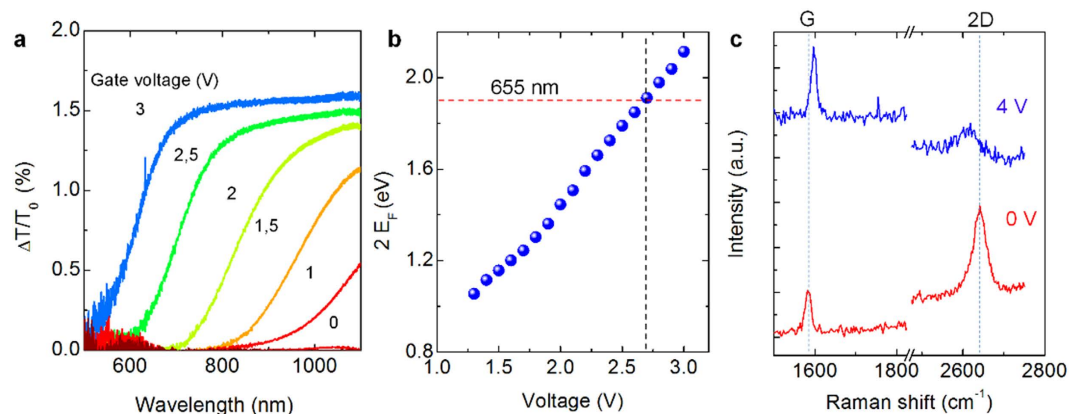 a
Gate voltage (V)
3
2,5
2
1,5
1
0
ΔT/T0 (%)
2.0
1.5
1.0
0.5
0.0
600 800 1000
Wavelength (nm)
b
655 nm
2 EF (eV)
2.0
1.6
1.2
0.8
1.0 1.5 2.0 2.5 3.0
Voltage (V)
c
G 2D
4 V
0 V
Intensity (a.u.)
1600 1800 2600 2800
Raman shift (cm-1)